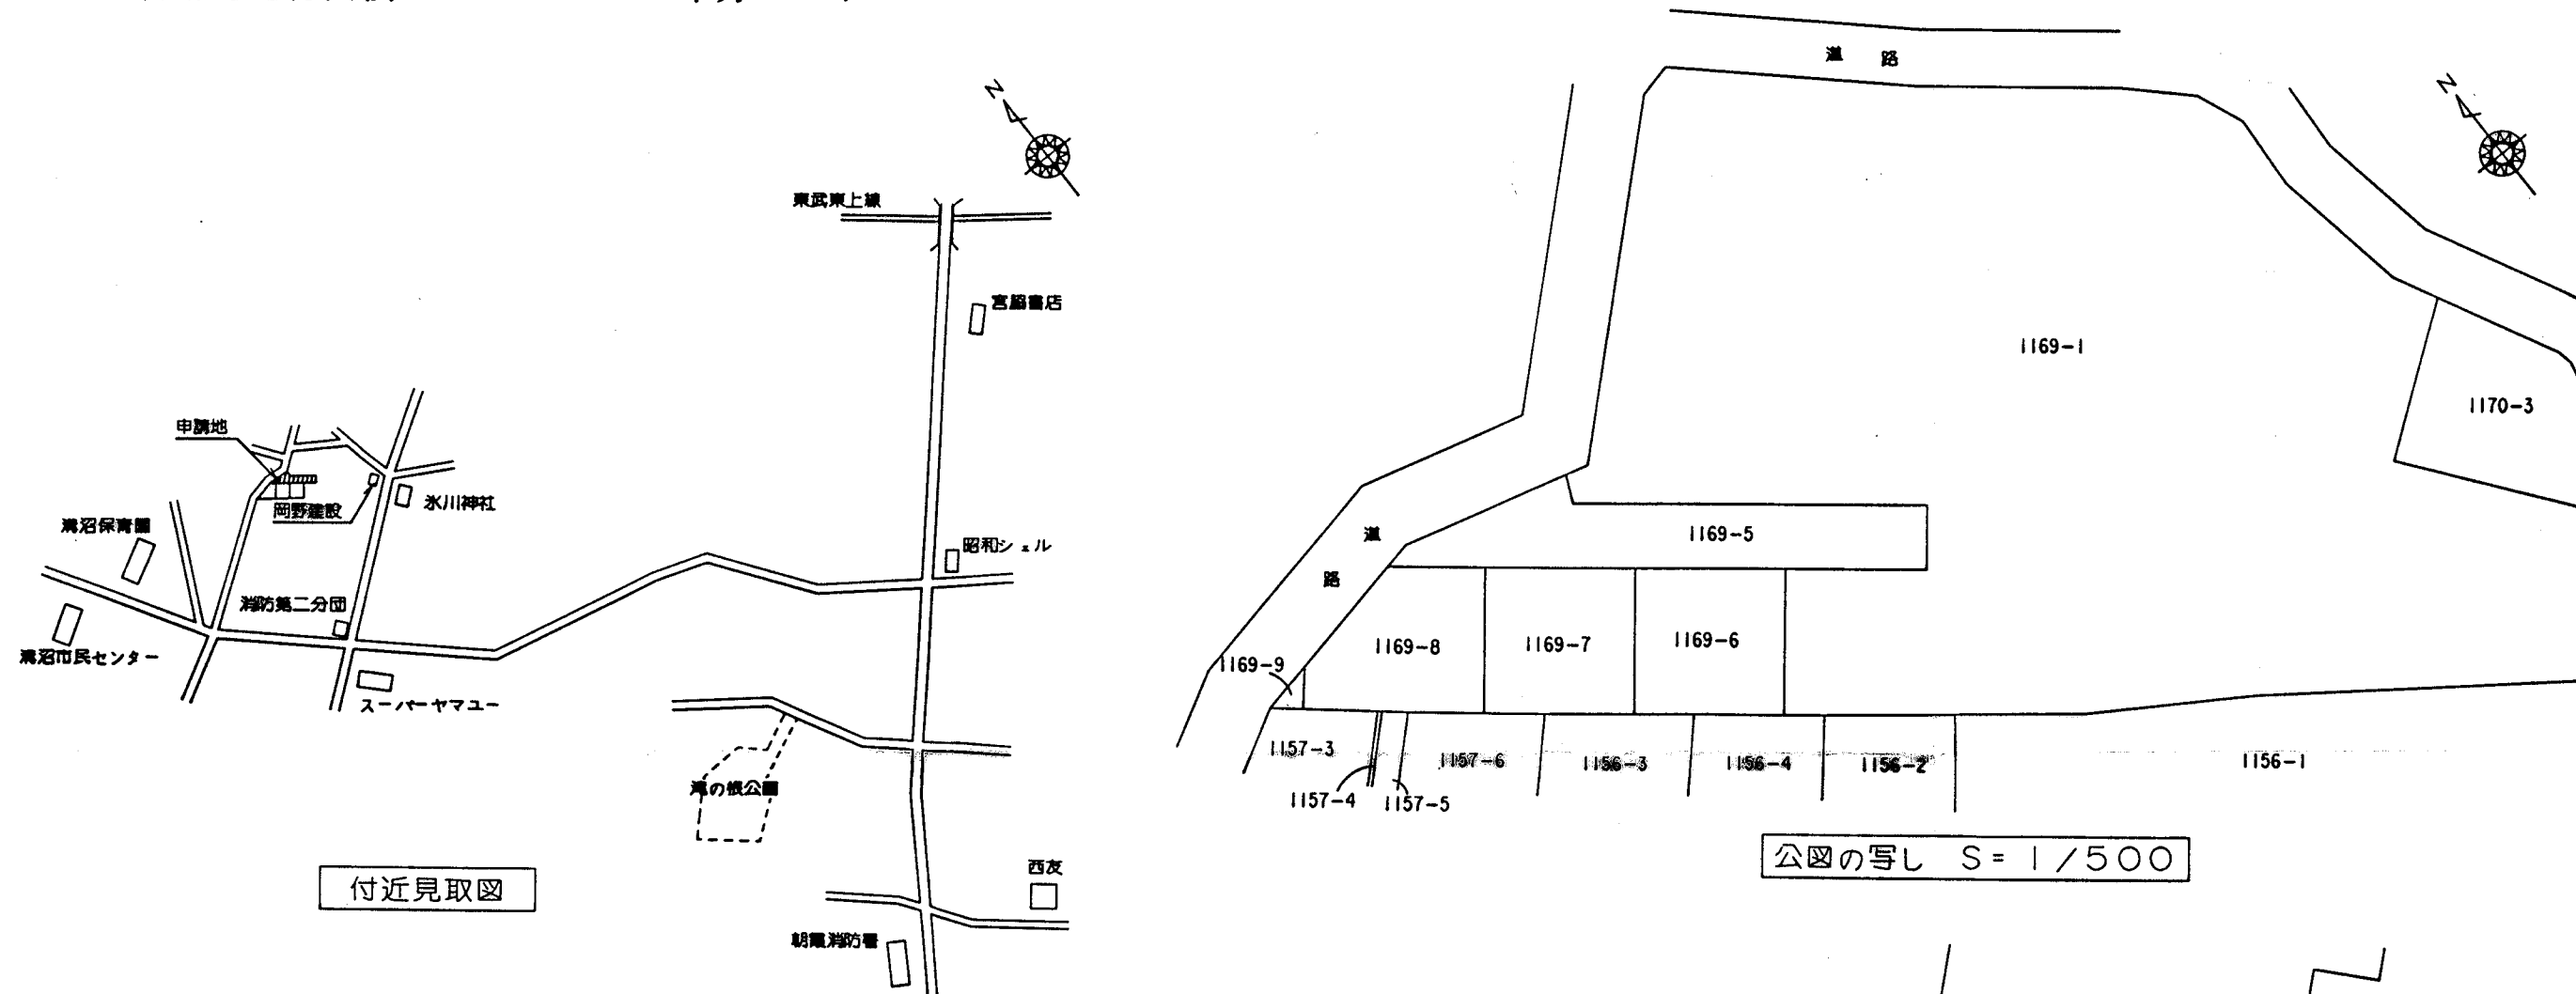 N
東武東上線
宮脇書店
申請地
岡野建設
氷川神社
溝沼保育園
昭和シェル
消防第二分団
溝沼市民センター
スーパーヤマユー
滝の根公園
西友
朝霞消防署
付近見取図
道路
N
1169-1
1170-3
道路
1169-5
1169-8
1169-7
1169-6
1169-9
1157-3
1157-6
1156-3
1156-4
1156-2
1156-1
1157-4
1157-5
公図の写し S=1/500